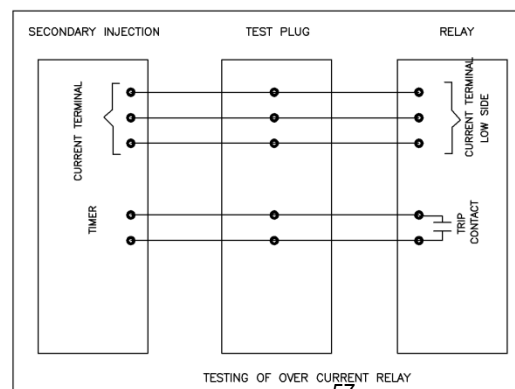 SECONDARY INJECTION
TEST PLUG
RELAY
CURRENT TERMINAL
CURRENT TERMINAL
LOW SIDE
TIMER
TRIP
CONTACT
TESTING OF OVER CURRENT RELAY